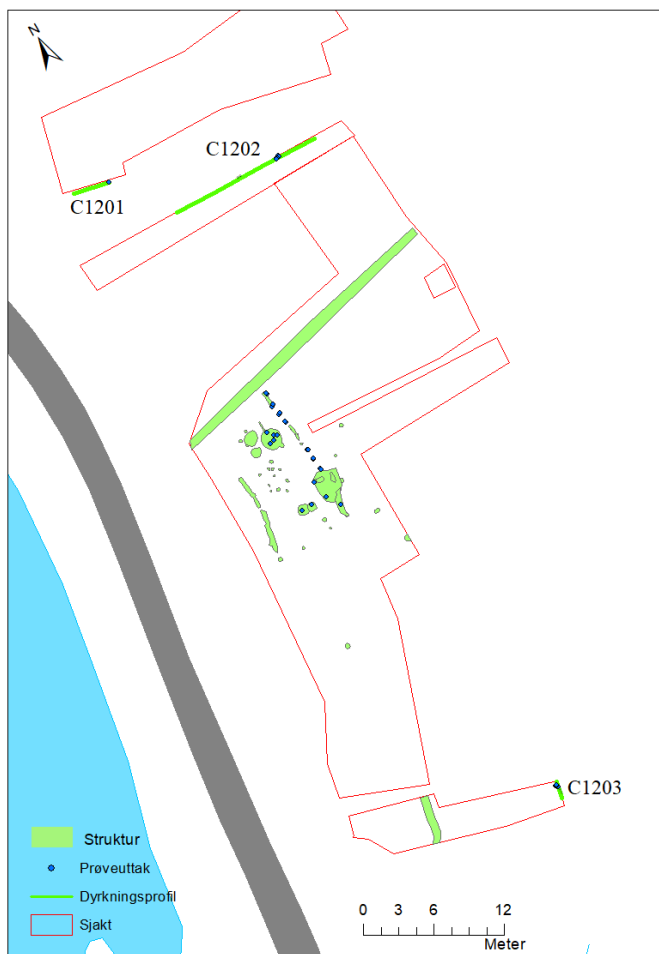 N
C1202
C1201
C1203
Struktur
Prøveuttak
Dyrkningsprofil
Sjakt
0 3 6 12
Meter